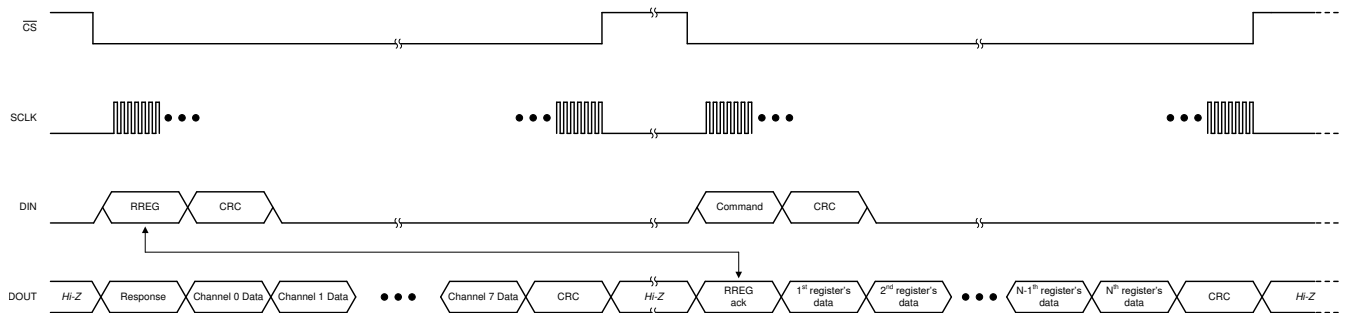 CS
SCLK
DIN
RREG
CRC
Command
CRC
DOUT
Hi-Z
Response
Channel 0 Data
Channel 1 Data
Channel 7 Data
CRC
Hi-Z
RREG
ack
1st register's
data
2nd register's
data
N-1th register's
data
Nth register's
data
CRC
Hi-Z